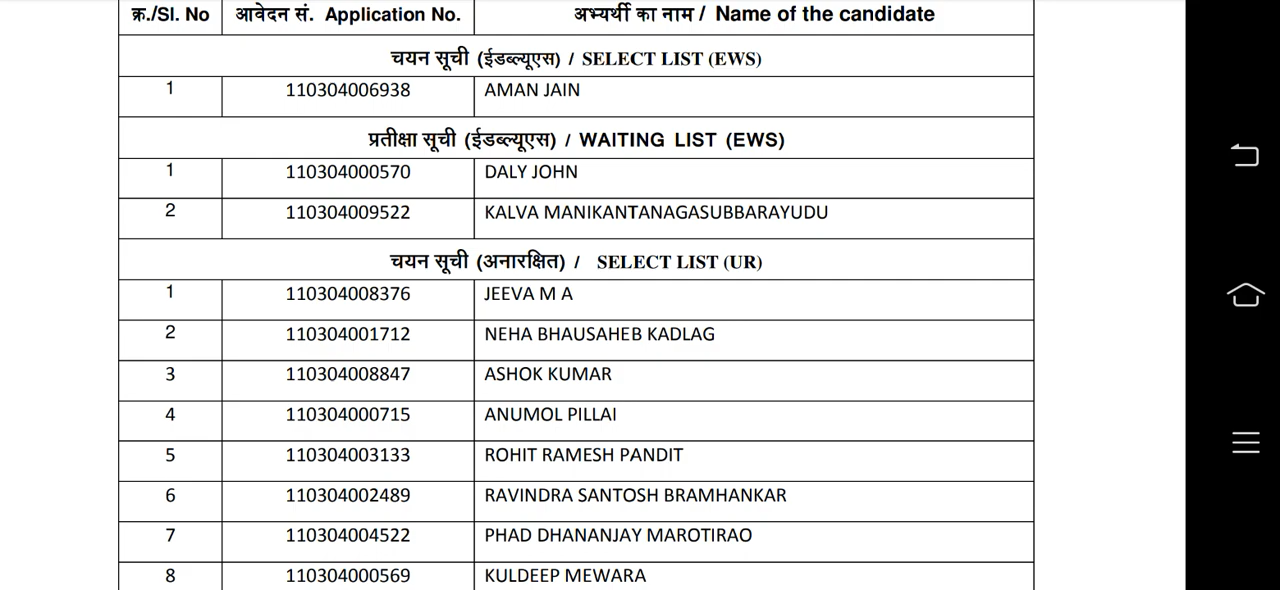 क्र./Sl. No आवेदन सं. Application No. अभ्यर्थी का नाम / Name of the candidate
चयन सूची (ईडब्ल्यूएस) / SELECT LIST (EWS)
1 110304006938 AMAN JAIN
प्रतीक्षा सूची (ईडब्ल्यूएस) / WAITING LIST (EWS)
1 110304000570 DALY JOHN
2 110304009522 KALVA MANIKANTANAGASUBBARAYUDU
चयन सूची (अनारक्षित) / SELECT LIST (UR)
1 110304008376 JEEVA M A
2 110304001712 NEHA BHAUSAHEB KADLAG
3 110304008847 ASHOK KUMAR
4 110304000715 ANUMOL PILLAI
5 110304003133 ROHIT RAMESH PANDIT
6 110304002489 RAVINDRA SANTOSH BRAMHANKAR
7 110304004522 PHAD DHANANJAY MAROTIRAO
8 110304000569 KULDEEP MEWARA